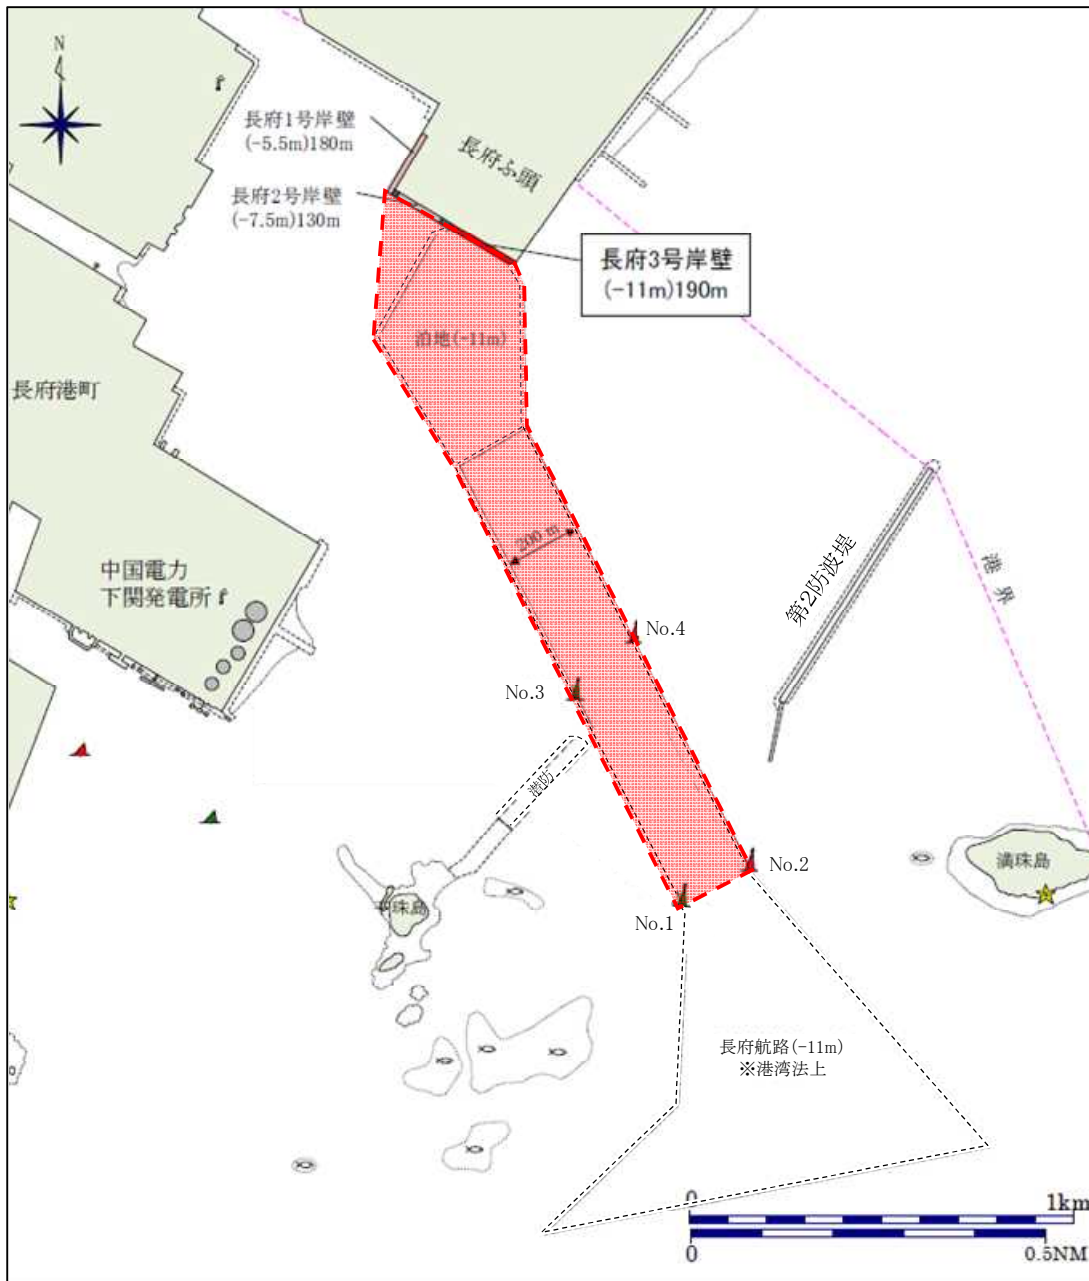 N
長府1号岸壁
(-5.5m)180m
長府ふ頭
長府2号岸壁
(-7.5m)130m
長府3号岸壁
(-11m)190m
泊地(-11m)
長府港町
200 m
第2防波堤
港界
中国電力
下関発電所
No.4
No.3
満珠島
No.2
珠島
No.1
長府航路(-11m)
※港湾法上
0
1km
0
0.5NM